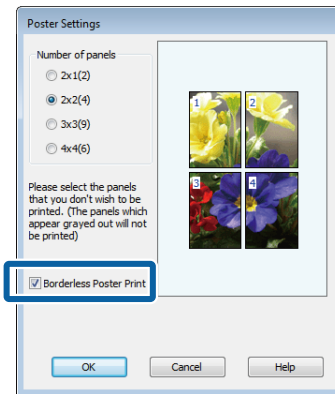 Poster Settings
Number of panels
2x1(2)
2x2(4)
3x3(9)
4x4(6)
1
2
3
4
Please select the panels
that you don't wish to be
printed. (The panels which
appear grayed out will not
be printed)
Borderless Poster Print
OK
Cancel
Help